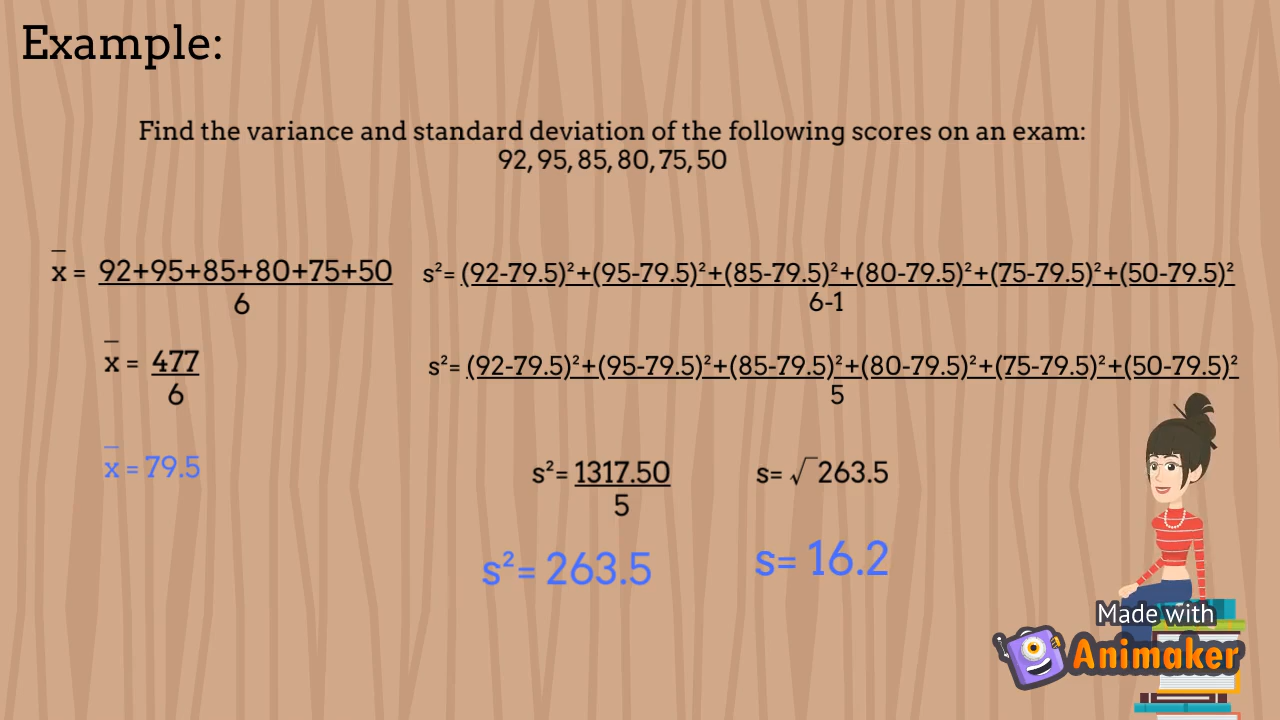 Example:
Find the variance and standard deviation of the following scores on an exam:
92, 95, 85, 80, 75, 50
x̅ = 92+95+85+80+75+50
6
x̅ = 477
6
x̅ = 79.5
s²= (92-79.5)²+(95-79.5)²+(85-79.5)²+(80-79.5)²+(75-79.5)²+(50-79.5)²
6-1
s²= (92-79.5)²+(95-79.5)²+(85-79.5)²+(80-79.5)²+(75-79.5)²+(50-79.5)²
5
s²= 1317.50
5
s²= 263.5
s= √263.5
s= 16.2
Made with
Animaker